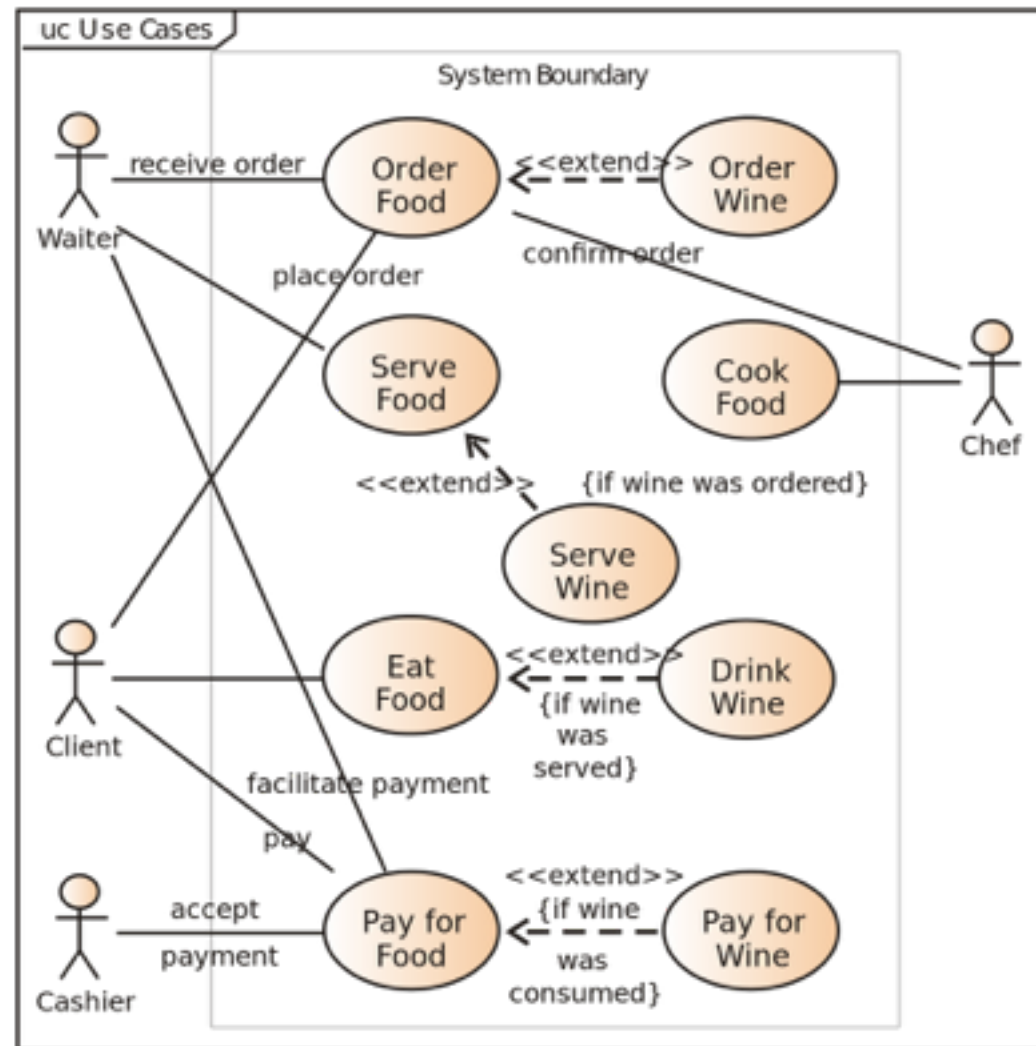 uc Use Cases
System Boundary
receive order
Order
Food
<<extend>>
Order
Wine
Waiter
place order
confirm order
Serve
Food
Cook
Food
Chef
<<extend>>
{if wine was ordered}
Serve
Wine
Eat
Food
<<extend>>
{if wine
was
served}
Drink
Wine
Client
facilitate payment
pay
accept
payment
Cashier
Pay for
Food
<<extend>>
{if wine
was
consumed}
Pay for
Wine